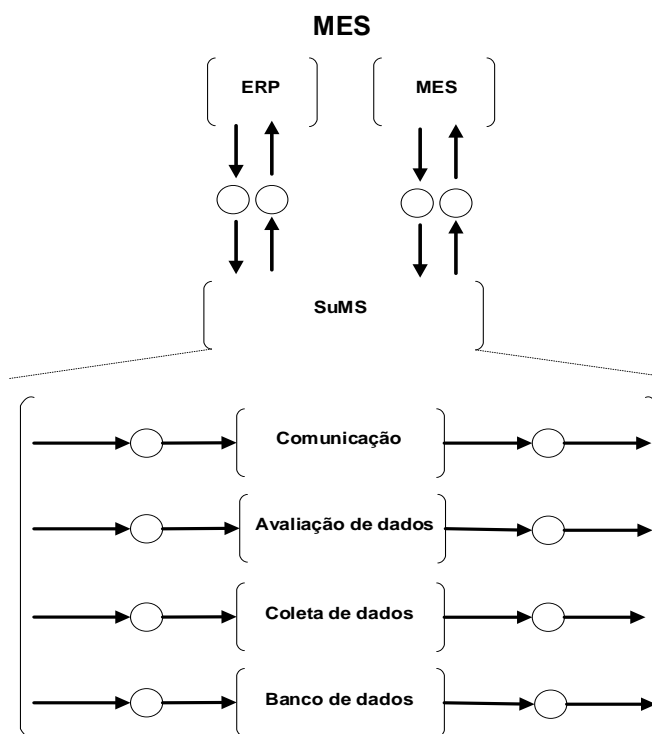 MES
ERP
MES
SuMS
Comunicação
Avaliação de dados
Coleta de dados
Banco de dados